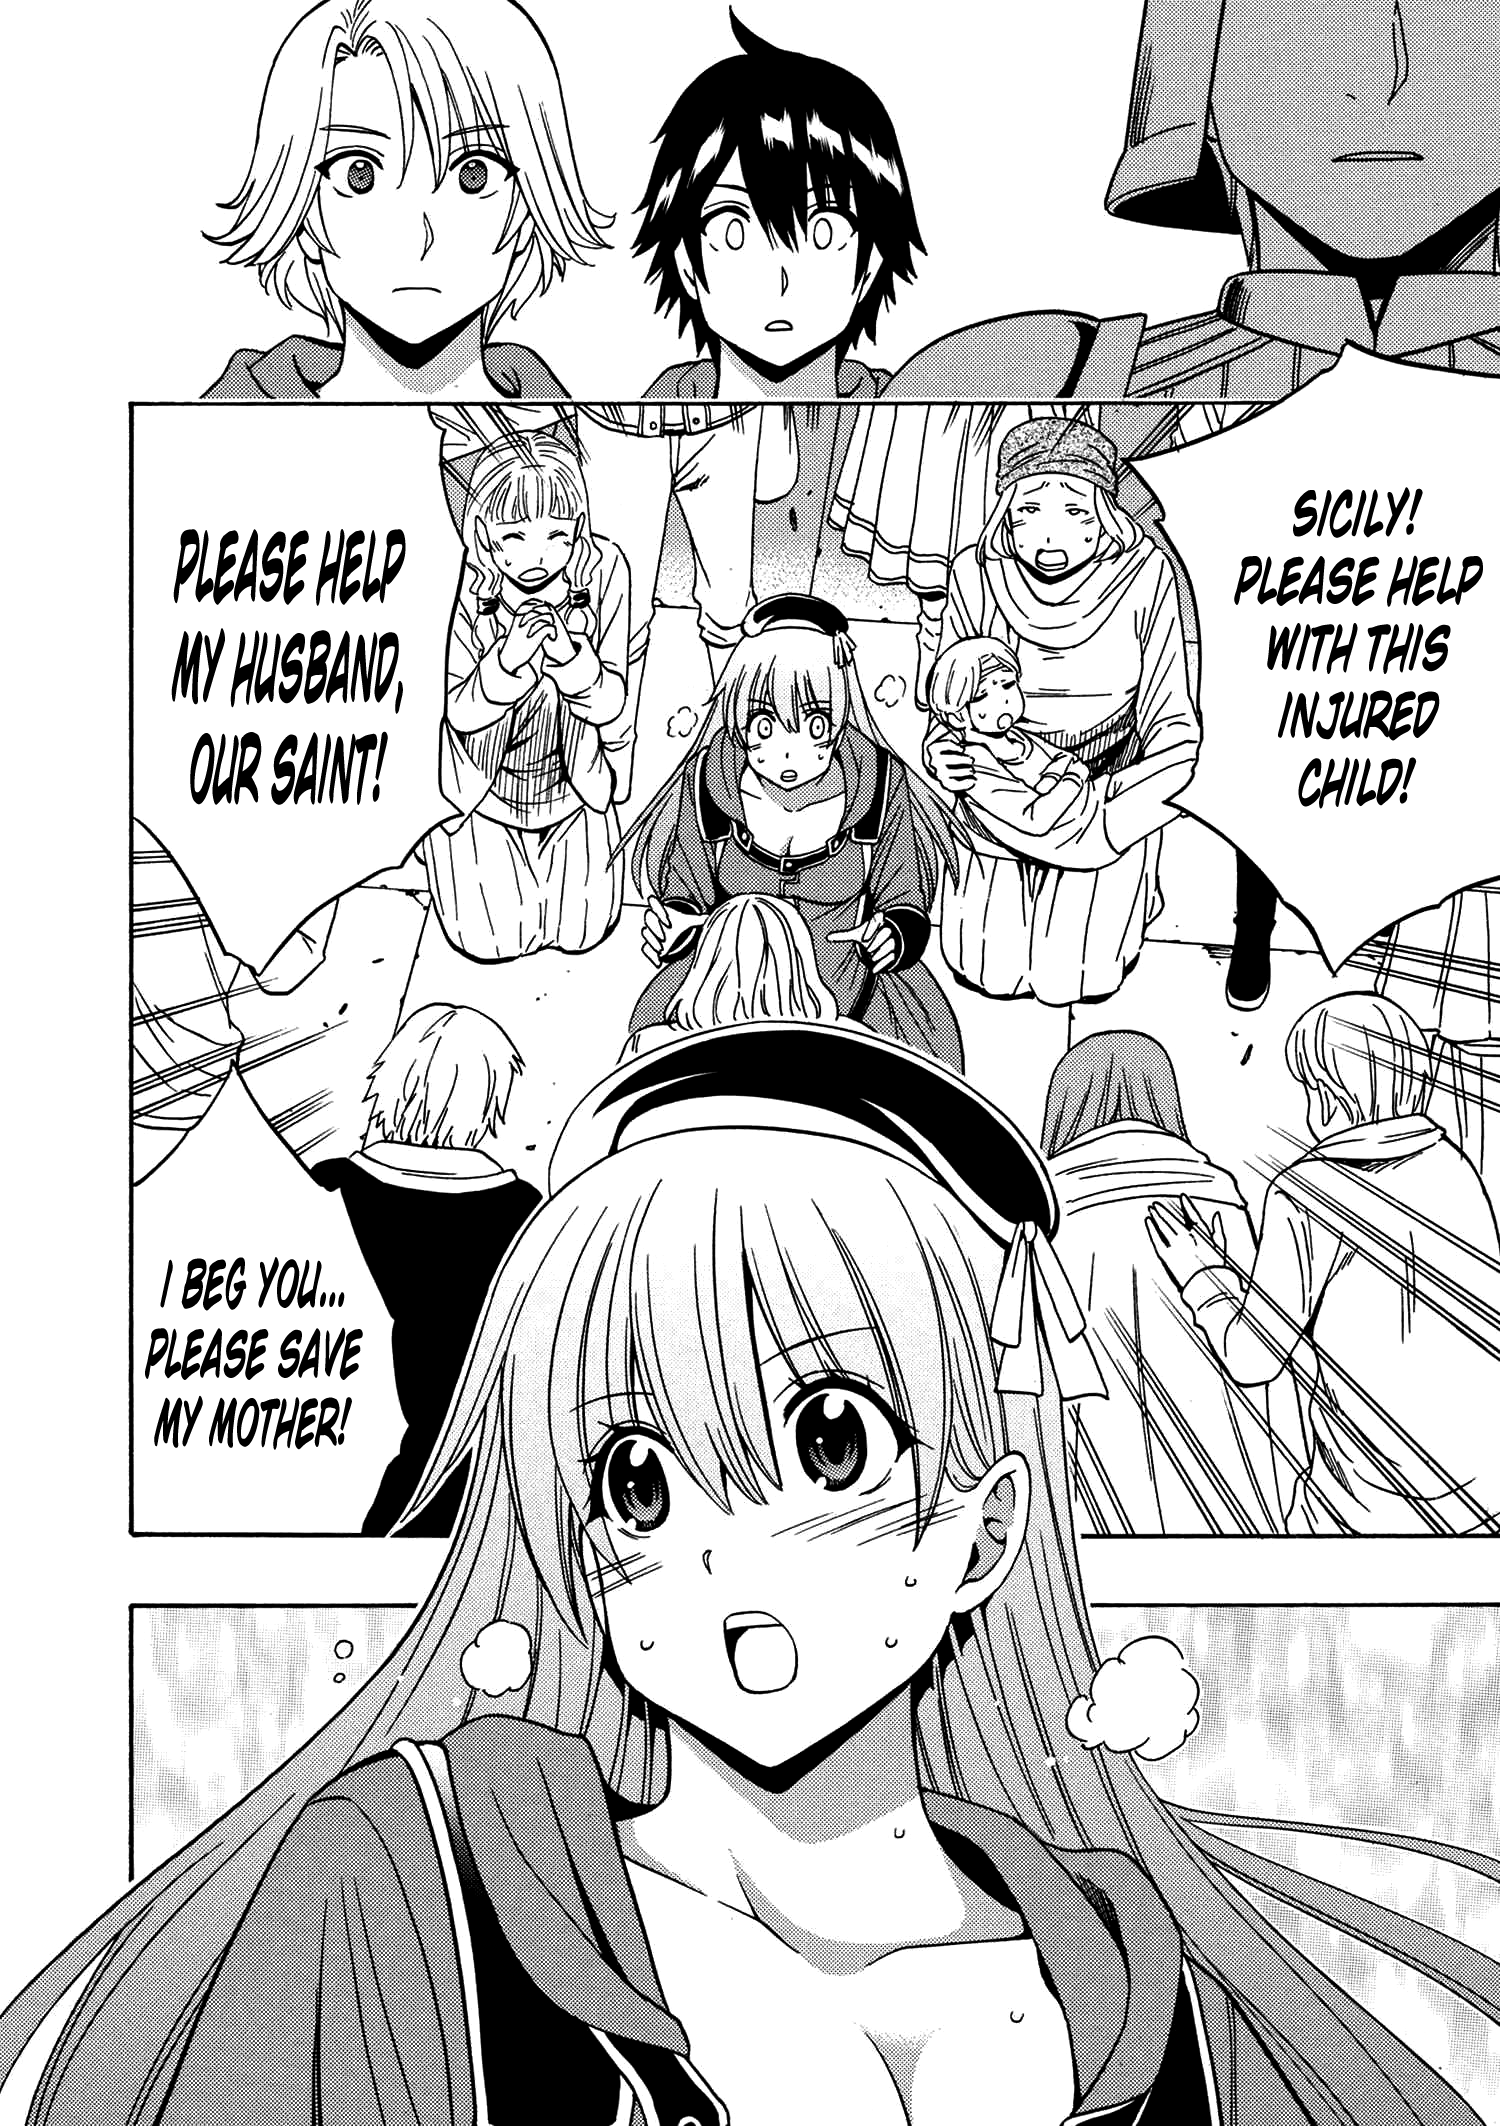 SICILY!
PLEASE HELP
WITH THIS
INJURED
CHILD!
PLEASE HELP
MY HUSBAND,
OUR SAINT!
I BEG YOU...
PLEASE SAVE
MY MOTHER!